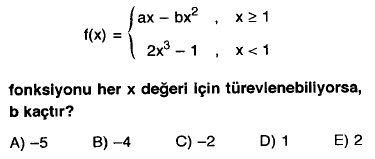 f(x) = { ax – bx² , x ≥ 1
2x³ – 1 , x < 1
fonksiyonu her x değeri için türevlenebiliyorsa,
b kaçtır?
A) –5 B) –4 C) –2 D) 1 E) 2